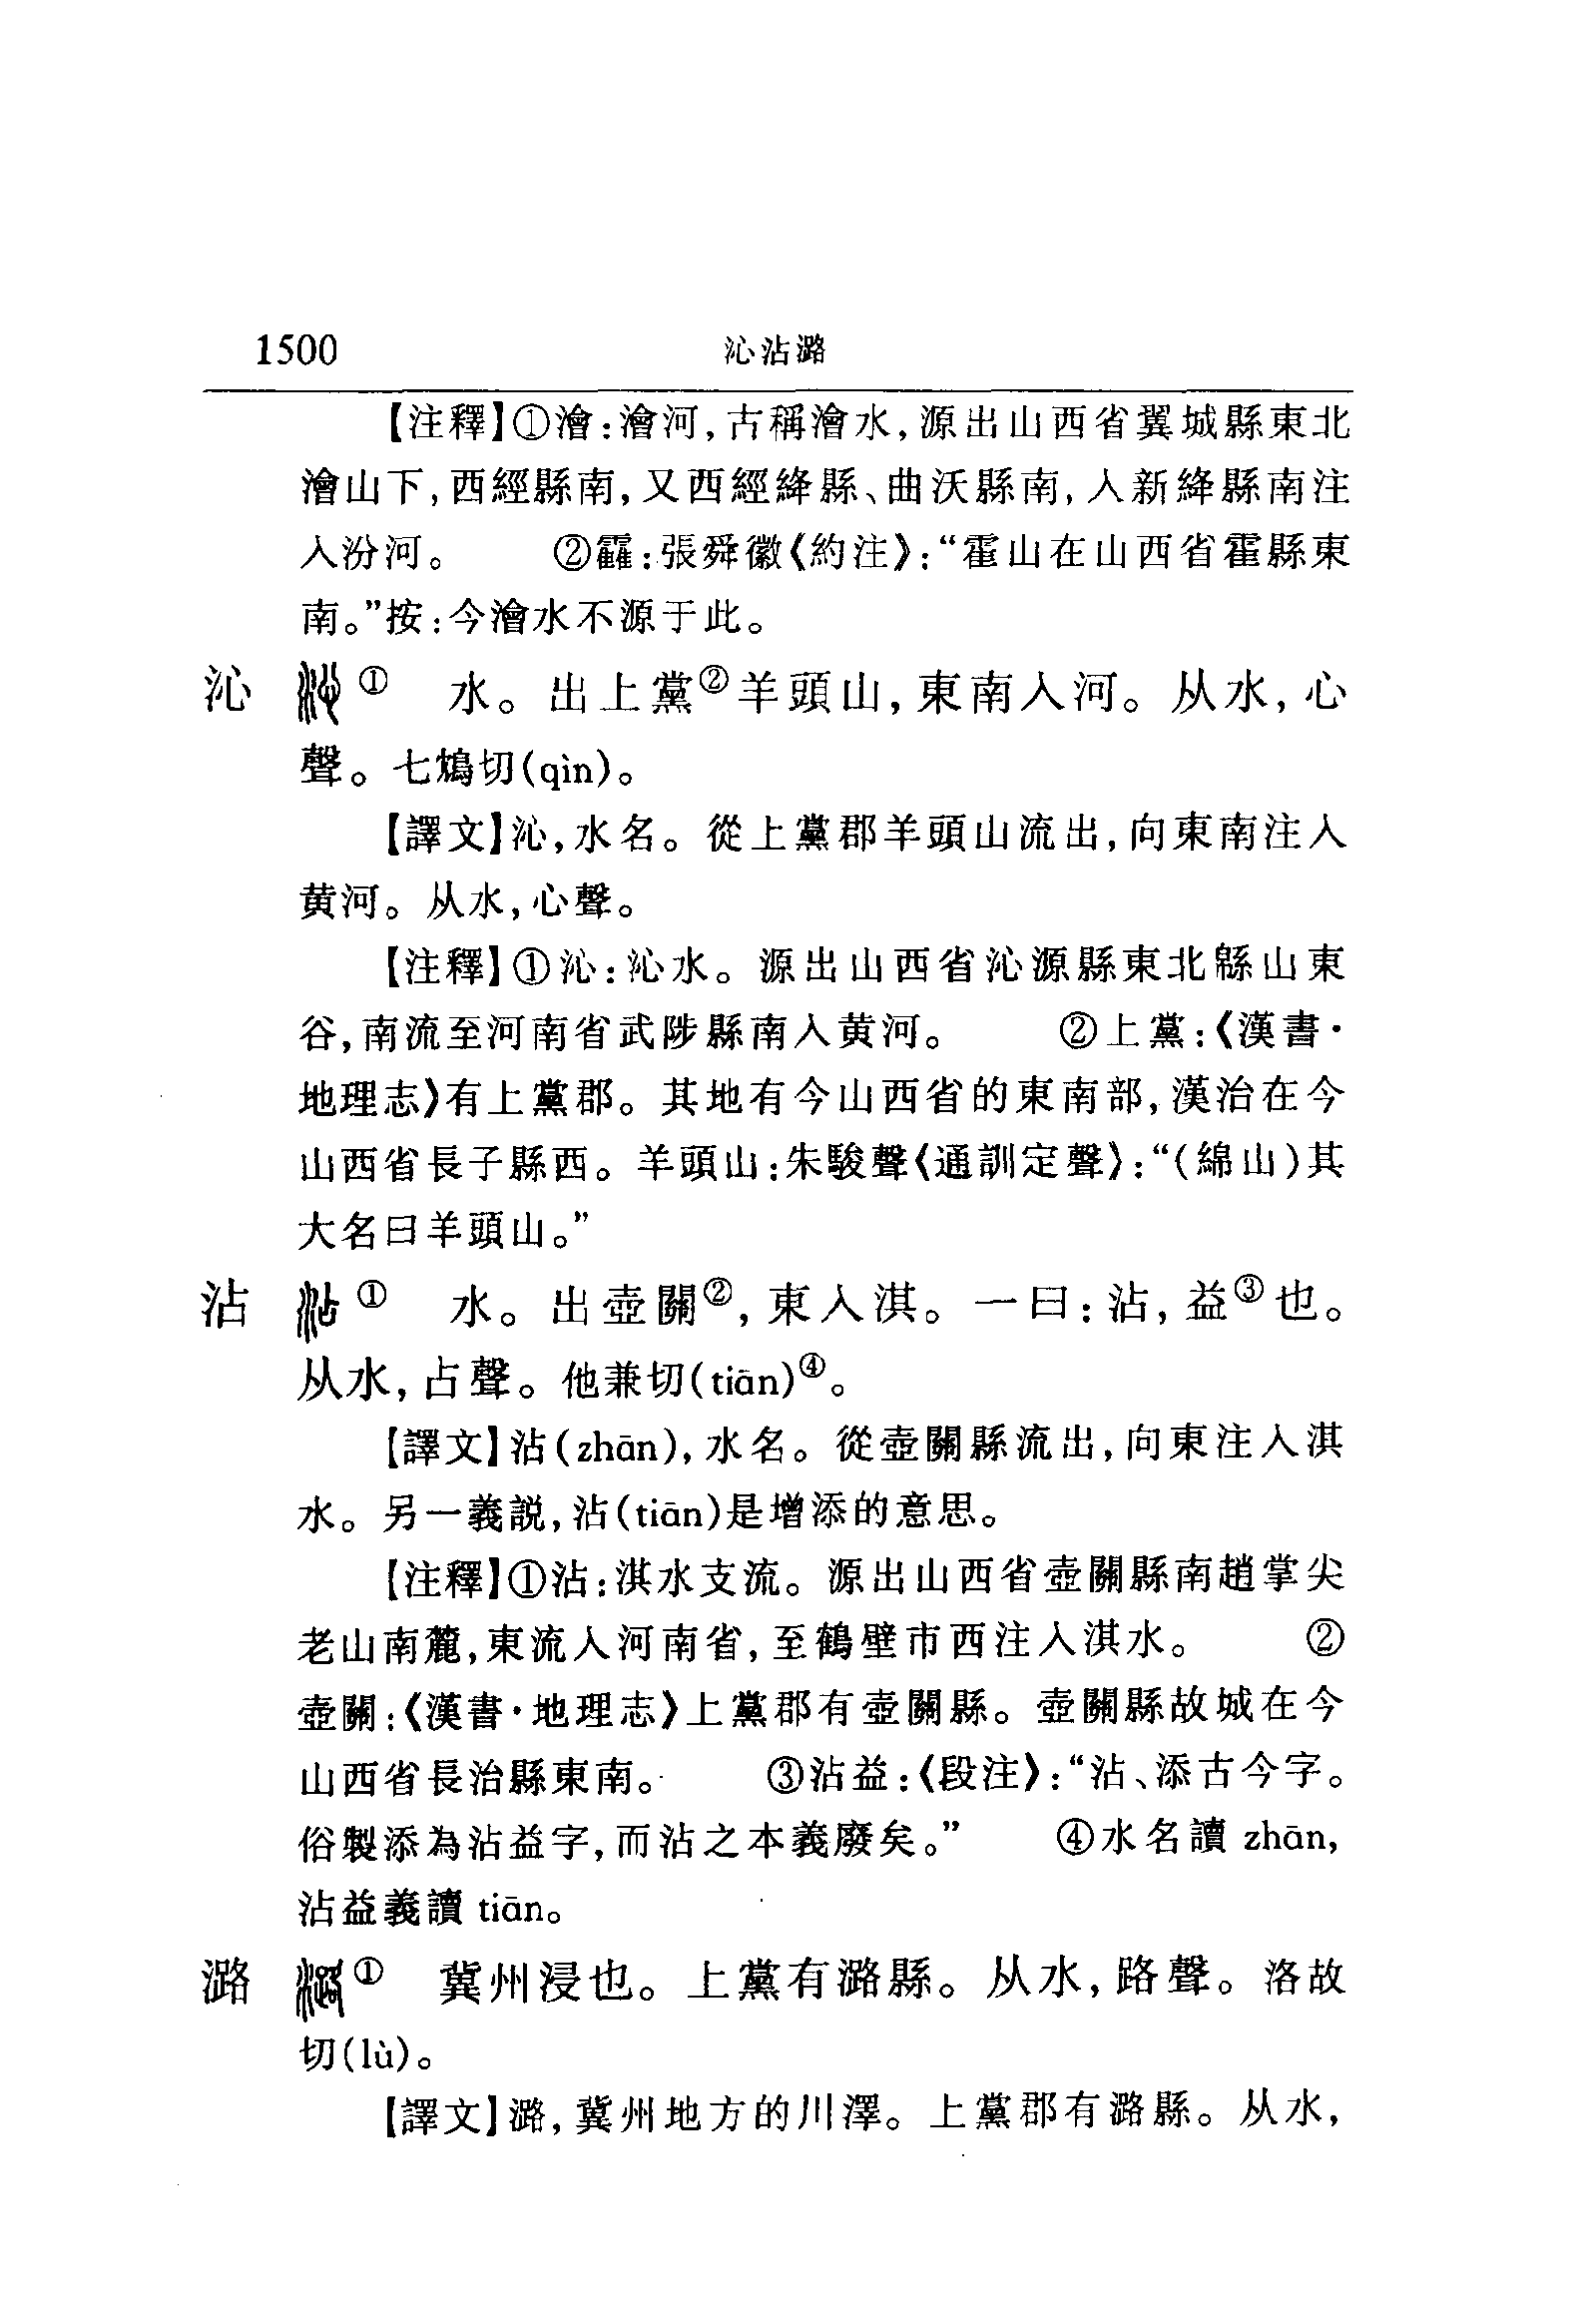 1500 沁沾潞
【注釋】①澮:澮河,古稱澮水,源出山西省翼城縣東北
澮山下,西經縣南,又西經絳縣、曲沃縣南,入新絳縣南注
入汾河。 ②靃:張舜徽《約注》:“霍山在山西省霍縣東
南。”按:今澮水不源于此。
沁 ① 水。出上黨②羊頭山,東南入河。从水,心
聲。七鴆切(qìn)。
【譯文】沁,水名。從上黨郡羊頭山流出,向東南注入
黄河。从水,心聲。
【注釋】①沁:沁水。源出山西省沁源縣東北緜山東
谷,南流至河南省武陟縣南入黄河。 ②上黨:《漢書·
地理志》有上黨郡。其地有今山西省的東南部,漢治在今
山西省長子縣西。羊頭山:朱駿聲《通訓定聲》:“(綿山)其
大名曰羊頭山。”
沾 ① 水。出壺關②,東入淇。一曰:沾,益③也。
从水,占聲。他兼切(tiān)④。
【譯文】沾(zhān),水名。從壺關縣流出,向東注入淇
水。另一義説,沾(tiān)是增添的意思。
【注釋】①沾:淇水支流。源出山西省壺關縣南趙掌尖
老山南麓,東流入河南省,至鶴壁市西注入淇水。 ②
壺關:《漢書·地理志》上黨郡有壺關縣。壺關縣故城在今
山西省長治縣東南。 ③沾益:《段注》:“沾、添古今字。
俗製添為沾益字,而沾之本義廢矣。” ④水名讀 zhān,
沾益義讀 tiān。
潞 ① 冀州浸也。上黨有潞縣。从水,路聲。洛故
切(lù)。
【譯文】潞,冀州地方的川澤。上黨郡有潞縣。从水,